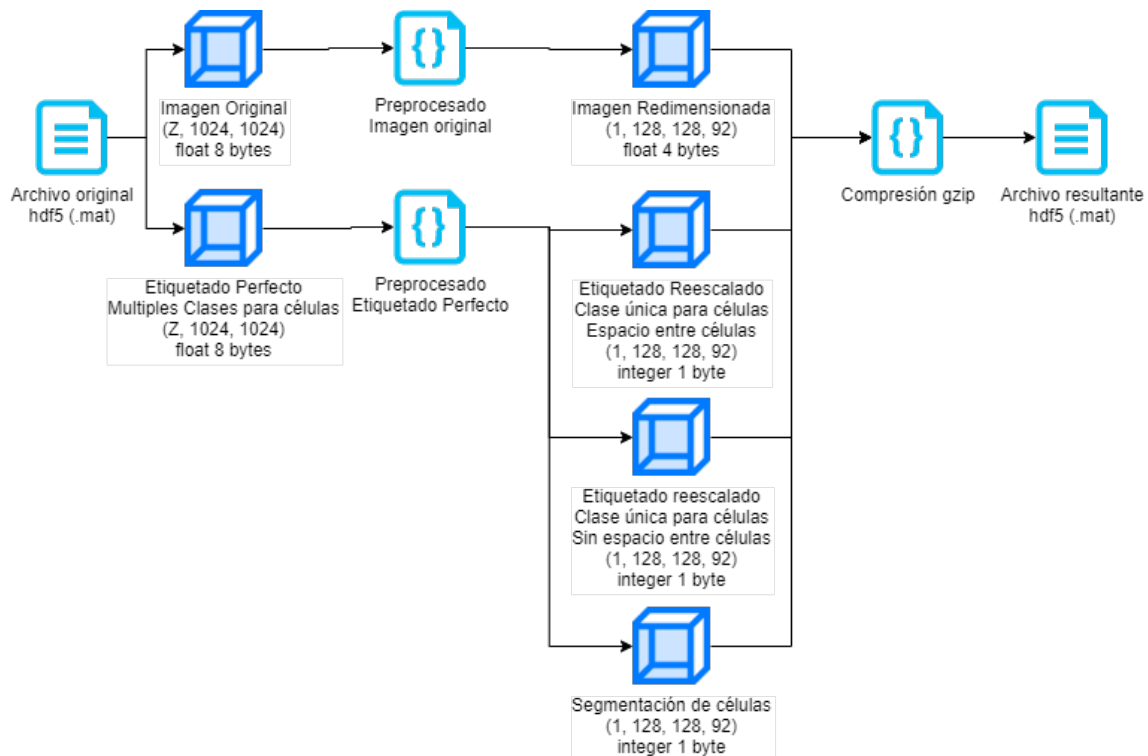 Archivo original
hdf5 (.mat)
Imagen Original
(Z, 1024, 1024)
float 8 bytes
Preprocesado
Imagen original
Imagen Redimensionada
(1, 128, 128, 92)
float 4 bytes
Compresión gzip
Archivo resultante
hdf5 (.mat)
Etiquetado Perfecto
Multiples Clases para células
(Z, 1024, 1024)
float 8 bytes
Preprocesado
Etiquetado Perfecto
Etiquetado Reescalado
Clase única para células
Espacio entre células
(1, 128, 128, 92)
integer 1 byte
Etiquetado reescalado
Clase única para células
Sin espacio entre células
(1, 128, 128, 92)
integer 1 byte
Segmentación de células
(1, 128, 128, 92)
integer 1 byte